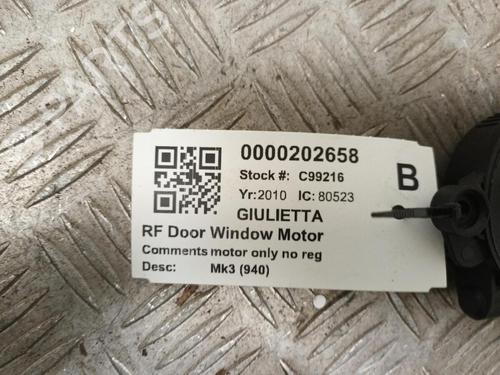 0000202658
Stock #: C99216
B
Yr:2010 IC: 80523
GIULIETTA
RF Door Window Motor
Comments motor only no reg
Desc: Mk3 (940)